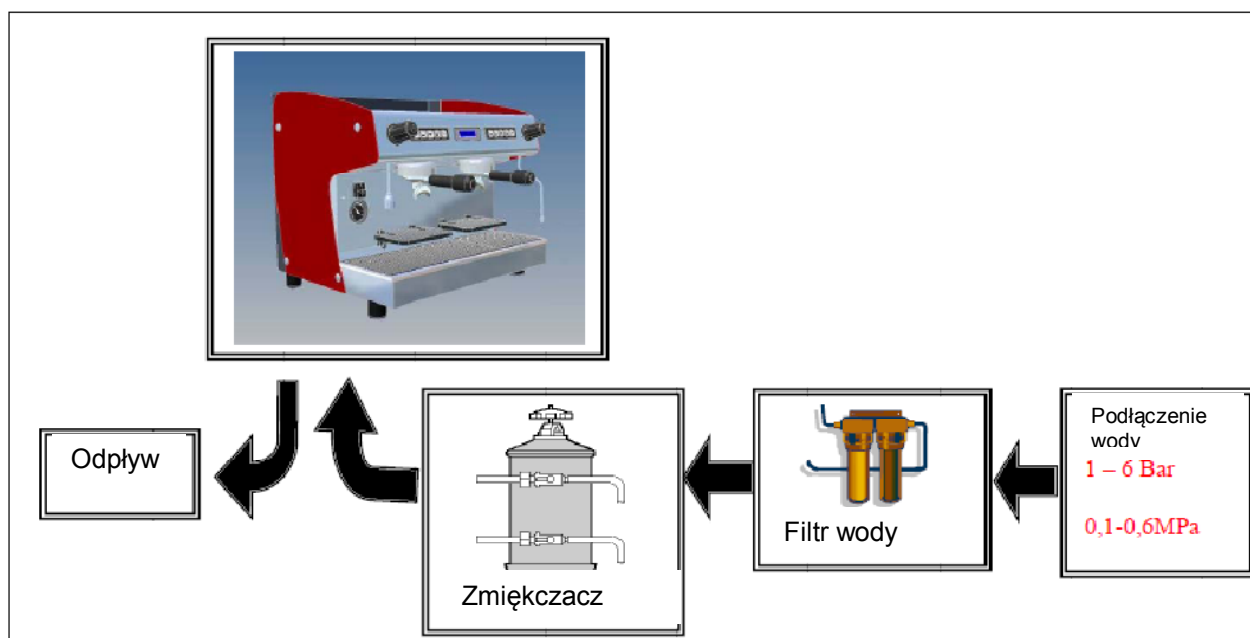 Odpływ
Zmiękczacz
Filtr wody
Podłączenie
wody
1 – 6 Bar
0,1-0,6MPa